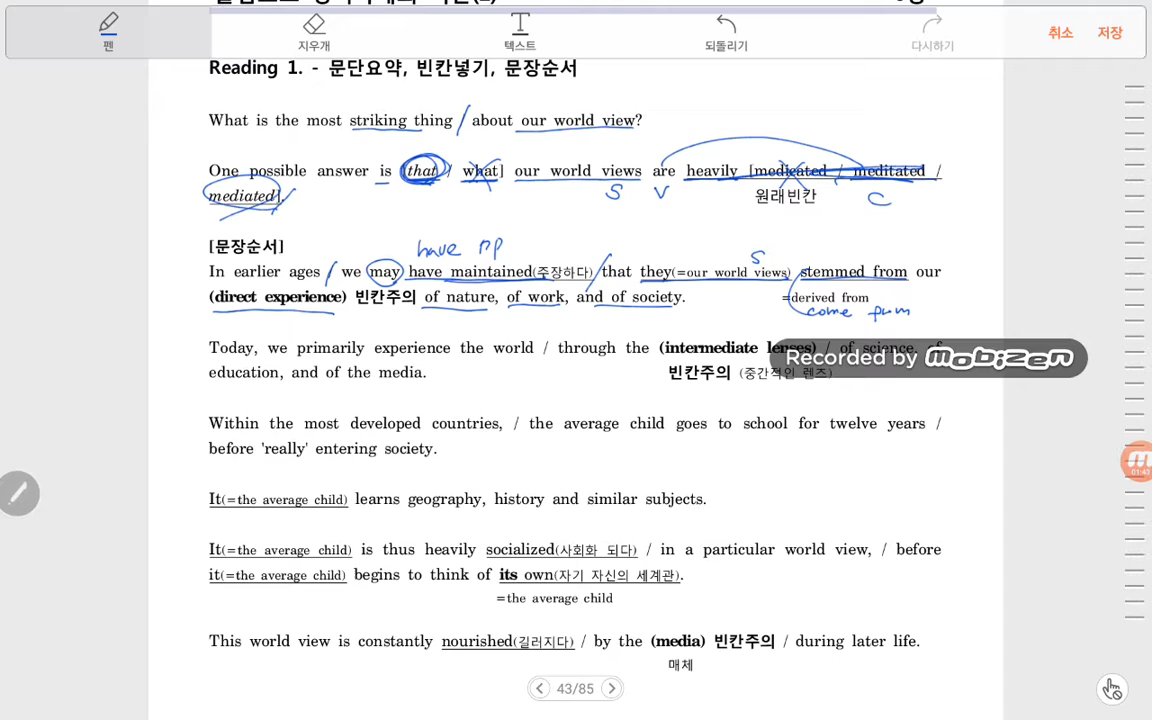 펜
지우개
텍스트
되돌리기
다시하기
취소
저장
Reading 1. - 문단요약, 빈칸넣기, 문장순서
What is the most striking thing / about our world view?
One possible answer is [that / what] our world views are heavily [medicated / meditated /
S V 원래빈칸 C
mediated].
[문장순서] have pp
In earlier ages / we may have maintained(주장하다) / that they(=our world views) stemmed from our
S
(direct experience) 빈칸주의 of nature, of work, and of society. =derived from
come from
Today, we primarily experience the world / through the (intermediate lenses) / of science, of
Recorded by mobizen
education, and of the media. 빈칸주의 (중간적인 렌즈)
Within the most developed countries, / the average child goes to school for twelve years /
before 'really' entering society.
01:43
It(=the average child) learns geography, history and similar subjects.
It(=the average child) is thus heavily socialized(사회화 되다) / in a particular world view, / before
it(=the average child) begins to think of its own(자기 자신의 세계관).
=the average child
This world view is constantly nourished(길러지다) / by the (media) 빈칸주의 / during later life.
매체
43/85